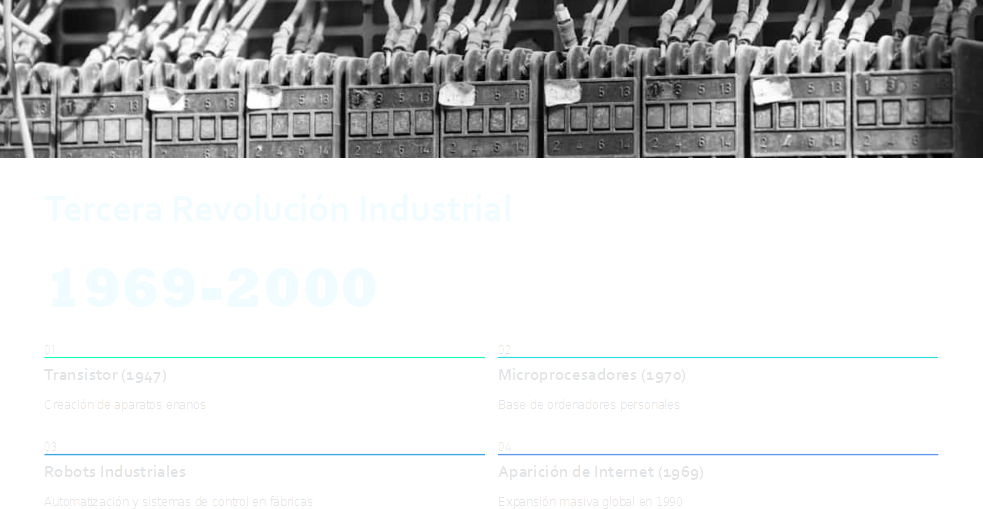 Tercera Revolución Industrial
1969-2000
01
Transistor (1947)
Creación de aparatos enanos
02
Microprocesadores (1970)
Base de ordenadores personales
03
Robots Industriales
Automatización y sistemas de control en fábricas
04
Aparición de Internet (1969)
Expansión masiva global en 1990